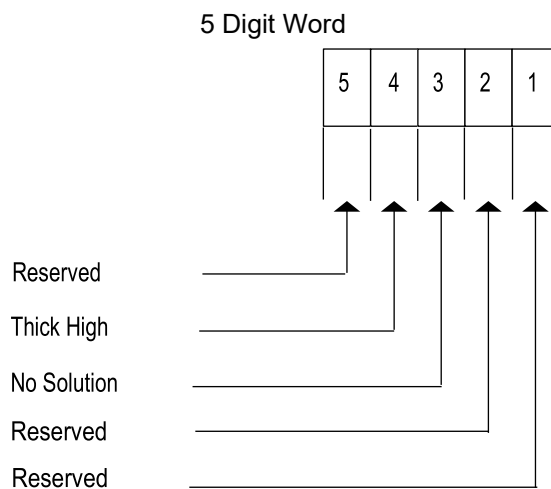 5 Digit Word
5 4 3 2 1
Reserved
Thick High
No Solution
Reserved
Reserved